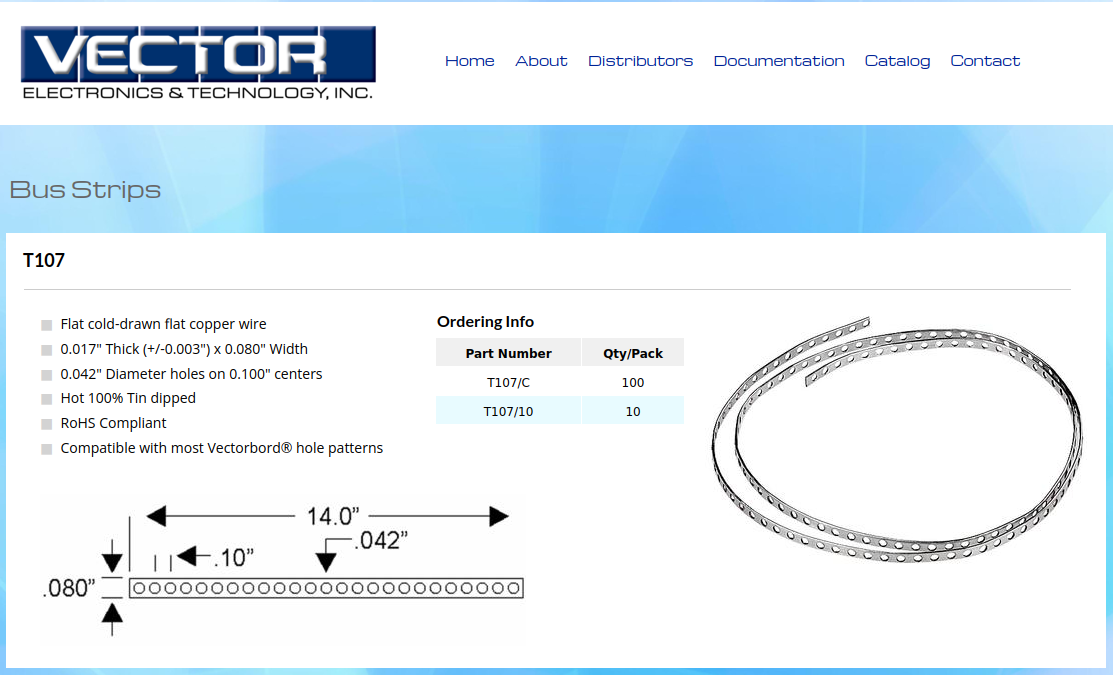 VECTOR
ELECTRONICS & TECHNOLOGY, INC.
Home About Distributors Documentation Catalog Contact
Bus Strips
T107
Flat cold-drawn flat copper wire
0.017" Thick (+/-0.003") x 0.080" Width
0.042" Diameter holes on 0.100" centers
Hot 100% Tin dipped
RoHS Compliant
Compatible with most Vectorbord® hole patterns
Ordering Info
Part Number Qty/Pack
T107/C 100
T107/10 10
14.0”
.042”
.10”
.080”